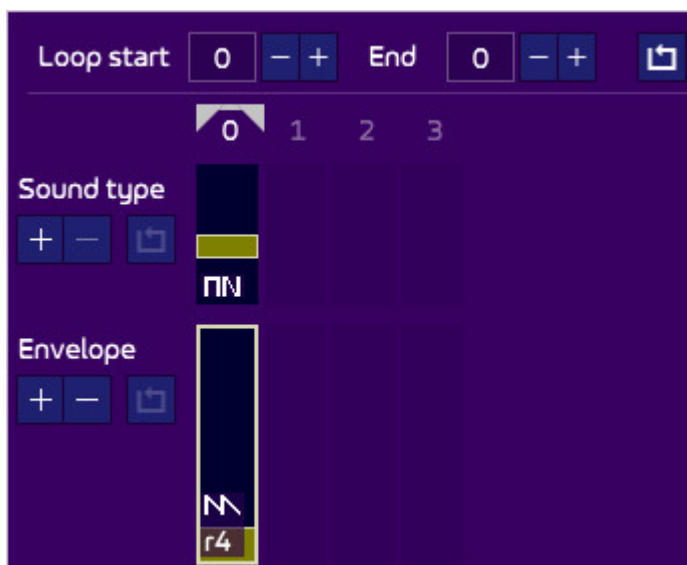 Loop start 0 − + End 0 − +
0 1 2 3
Sound type
+ −
Envelope
+ −
r4